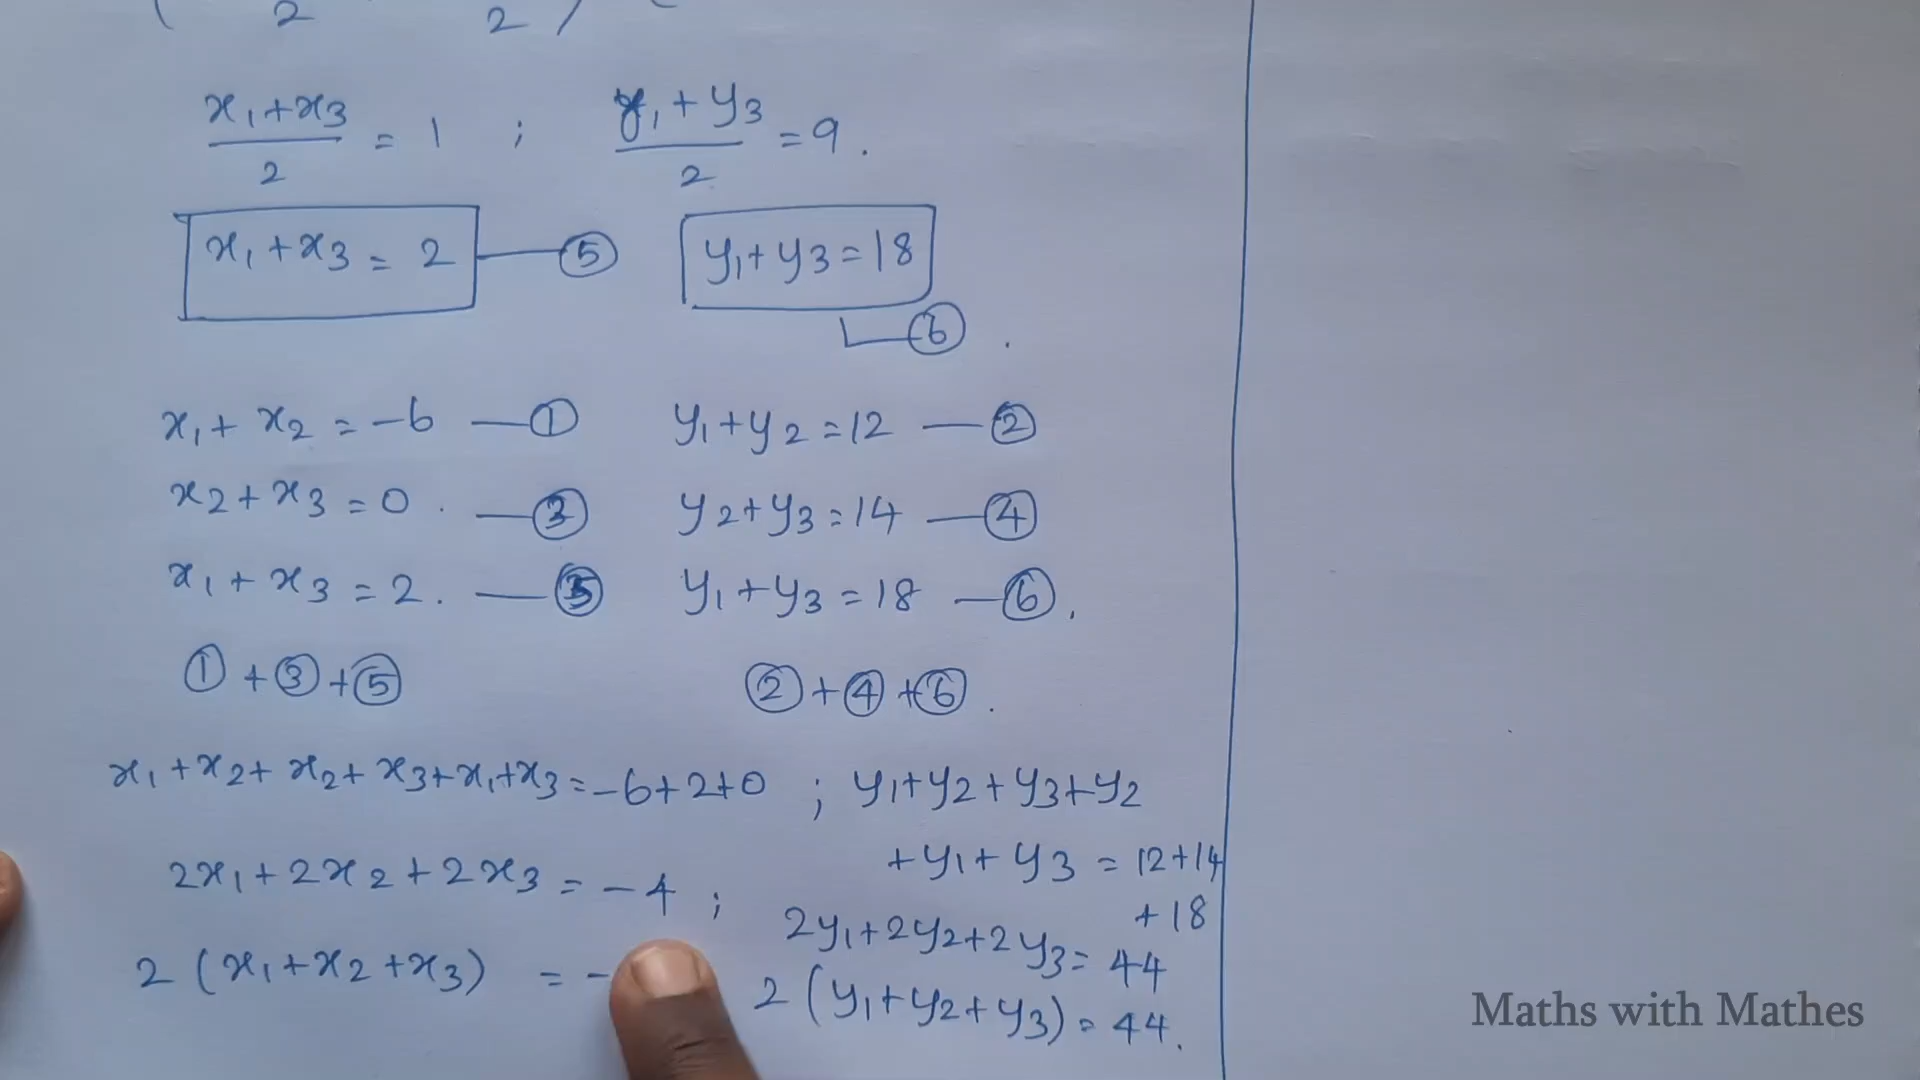 ( 2 2 ) (
x₁+x₃/2 = 1 ; y₁+y₃/2 = 9.
x₁+x₃ = 2 —⑤ y₁+y₃=18
—⑥ .
x₁+x₂ = -6 —① y₁+y₂=12 —②
x₂+x₃ = 0. —③ y₂+y₃=14 —④
x₁+x₃ = 2. —⑤ y₁+y₃=18 —⑥.
①+③+⑤ ②+④+⑥.
x₁+x₂+x₂+x₃+x₁+x₃=-6+2+0 ; y₁+y₂+y₃+y₂
+y₁+y₃ = 12+14
+18
2x₁+2x₂+2x₃ = -4 ;
2y₁+2y₂+2y₃= 44
2(x₁+x₂+x₃) = -
2(y₁+y₂+y₃)= 44.
Maths with Mathes